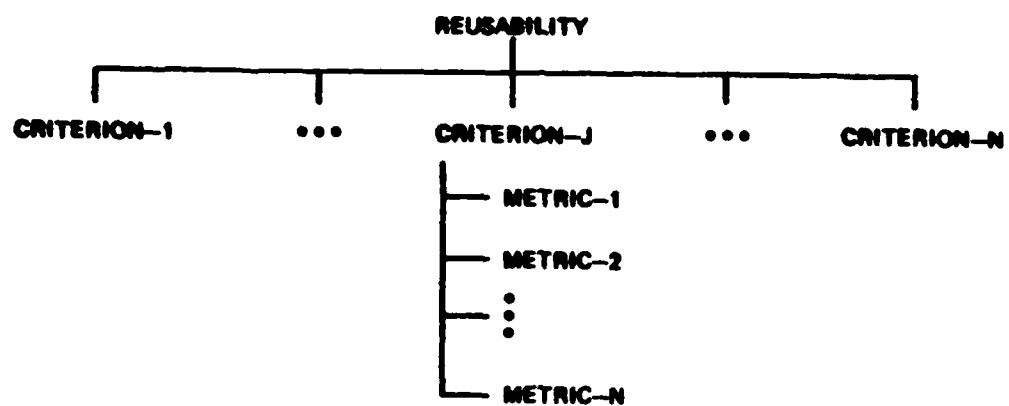 REUSABILITY
CRITERION-1 ••• CRITERION-J ••• CRITERION-N
METRIC-1
METRIC-2
METRIC-N